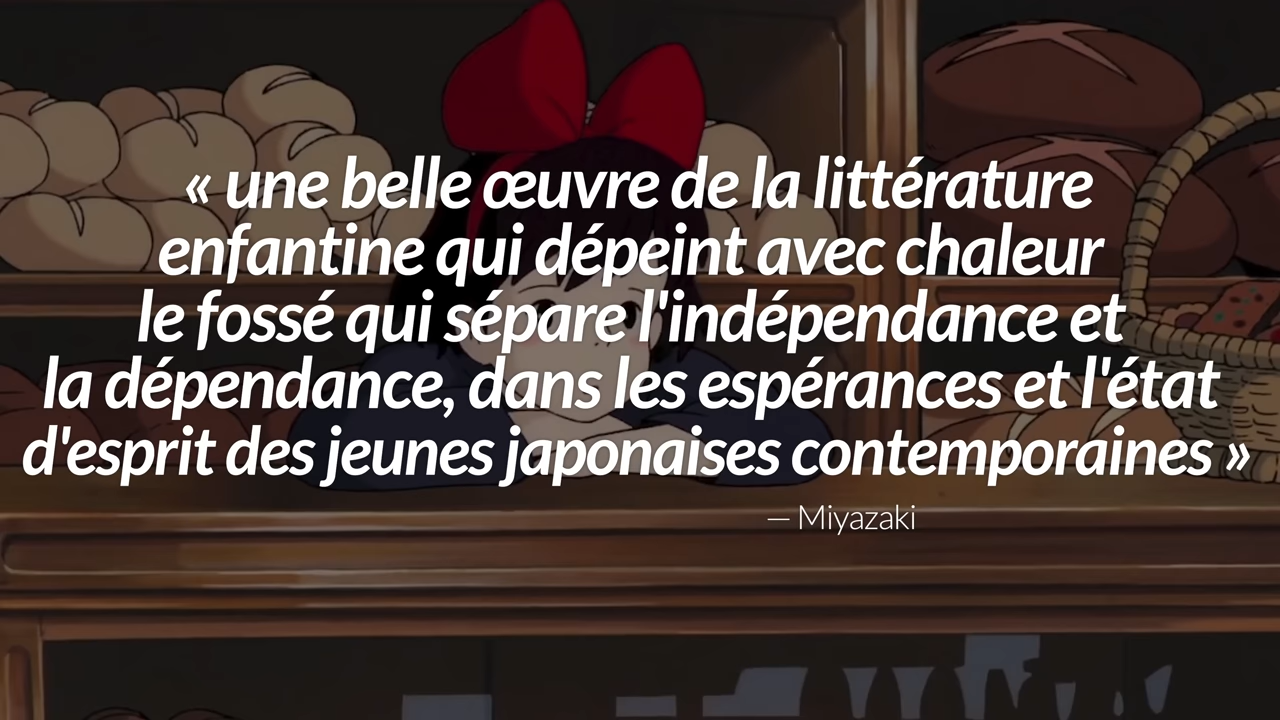 « une belle œuvre de la littérature
enfantine qui dépeint avec chaleur
le fossé qui sépare l'indépendance et
la dépendance, dans les espérances et l'état
d'esprit des jeunes japonaises contemporaines »
— Miyazaki